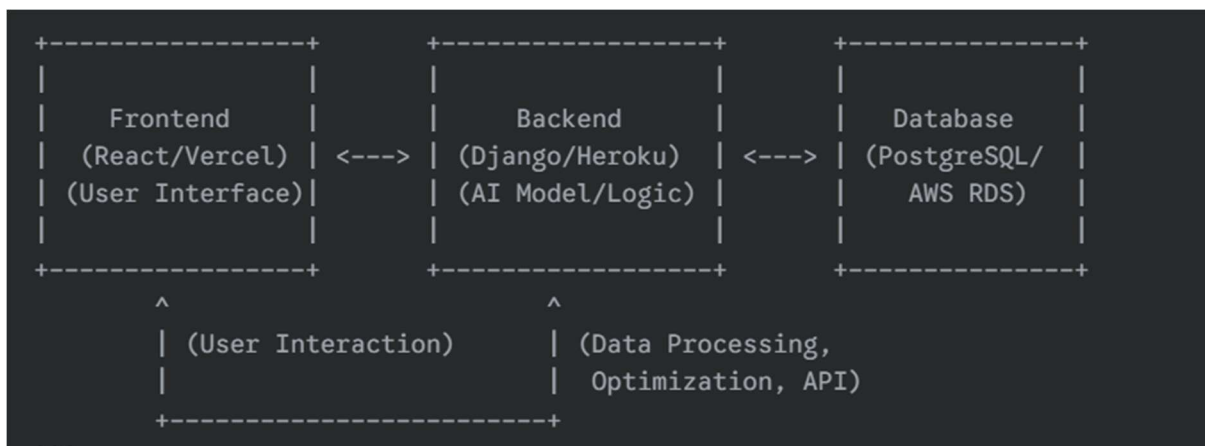 +-----------------+       +------------------+       +---------------+
|                 |       |                  |       |               |
|    Frontend     |       |     Backend      |       |   Database    |
|  (React/Vercel) | <---> | (Django/Heroku)  | <---> | (PostgreSQL/  |
| (User Interface)|       | (AI Model/Logic) |       |    AWS RDS)   |
|                 |       |                  |       |               |
+-----------------+       +------------------+       +---------------+
        ^                         ^
        | (User Interaction)      | (Data Processing,
        |                         |  Optimization, API)
        +-------------------------+